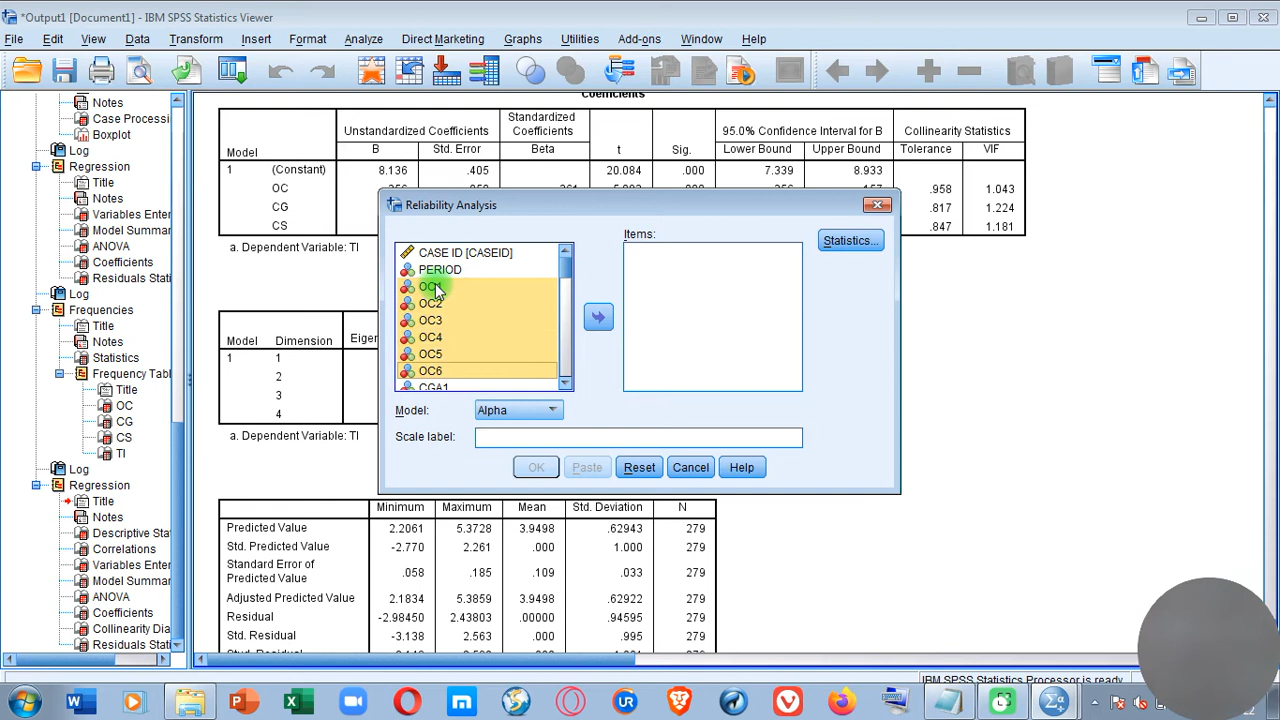 *Output1 [Document1] - IBM SPSS Statistics Viewer
File Edit View Data Transform Insert Format Analyze Direct Marketing Graphs Utilities Add-ons Window Help
Notes
Case Processi
Boxplot
Log
Regression
Title
Notes
Variables Enter
Model Summar
ANOVA
Coefficients
Residuals Stati
Log
Frequencies
Title
Notes
Statistics
Frequency Tabl
Title
OC
CG
CS
TI
Log
Regression
Title
Notes
Descriptive Stat
Correlations
Variables Enter
Model Summar
ANOVA
Coefficients
Collinearity Dia
Residuals Stati
Coefficients
Model Unstandardized Coefficients Standardized Coefficients t Sig. 95.0% Confidence Interval for B Collinearity Statistics
B Std. Error Beta Lower Bound Upper Bound Tolerance VIF
1 (Constant) 8.136 .405 20.084 .000 7.339 8.933
OC .958 1.043
CG .817 1.224
CS .847 1.181
a. Dependent Variable: TI
Model Dimension
1 1
2
3
4
a. Dependent Variable: TI
Reliability Analysis
CASE ID [CASEID]
PERIOD
OC1
OC2
OC3
OC4
OC5
OC6
CGA1
Items:
Statistics...
Model: Alpha
Scale label:
OK Paste Reset Cancel Help
Minimum Maximum Mean Std. Deviation N
Predicted Value 2.2061 5.3728 3.9498 .62943 279
Std. Predicted Value -2.770 2.261 .000 1.000 279
Standard Error of Predicted Value .058 .185 .109 .033 279
Adjusted Predicted Value 2.1834 5.3859 3.9498 .62922 279
Residual -2.98450 2.43803 .00000 .94595 279
Std. Residual -3.138 2.563 .000 .995 279
IBM SPSS Statistics Processor is ready